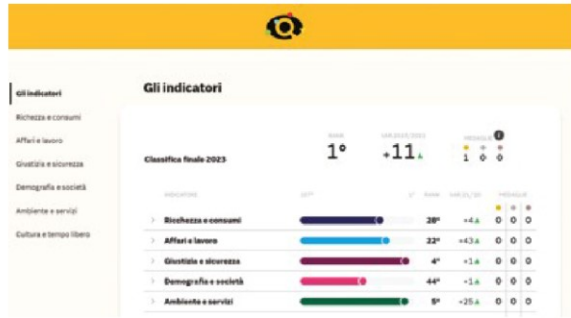 Gli indicatori
Gli indicatori
Richezza e consumi
Affari e lavoro
Giustizia e sicurezza
Demografia e società
Ambiente e servizi
Cultura e tempo libero
RANK MEDAGLIE
Classifica finale 2023 1° +11 1 0 0
INDICATORE 107° 1° RANK MEDAGLIE
Ricchezza e consumi 28° +4 0 0 0
Affari e lavoro 22° +43 0 0 0
Giustizia e sicurezza 4° +1 0 0 0
Demografia e società 44° -1 0 0 0
Ambiente e servizi 5° +25 0 0 0